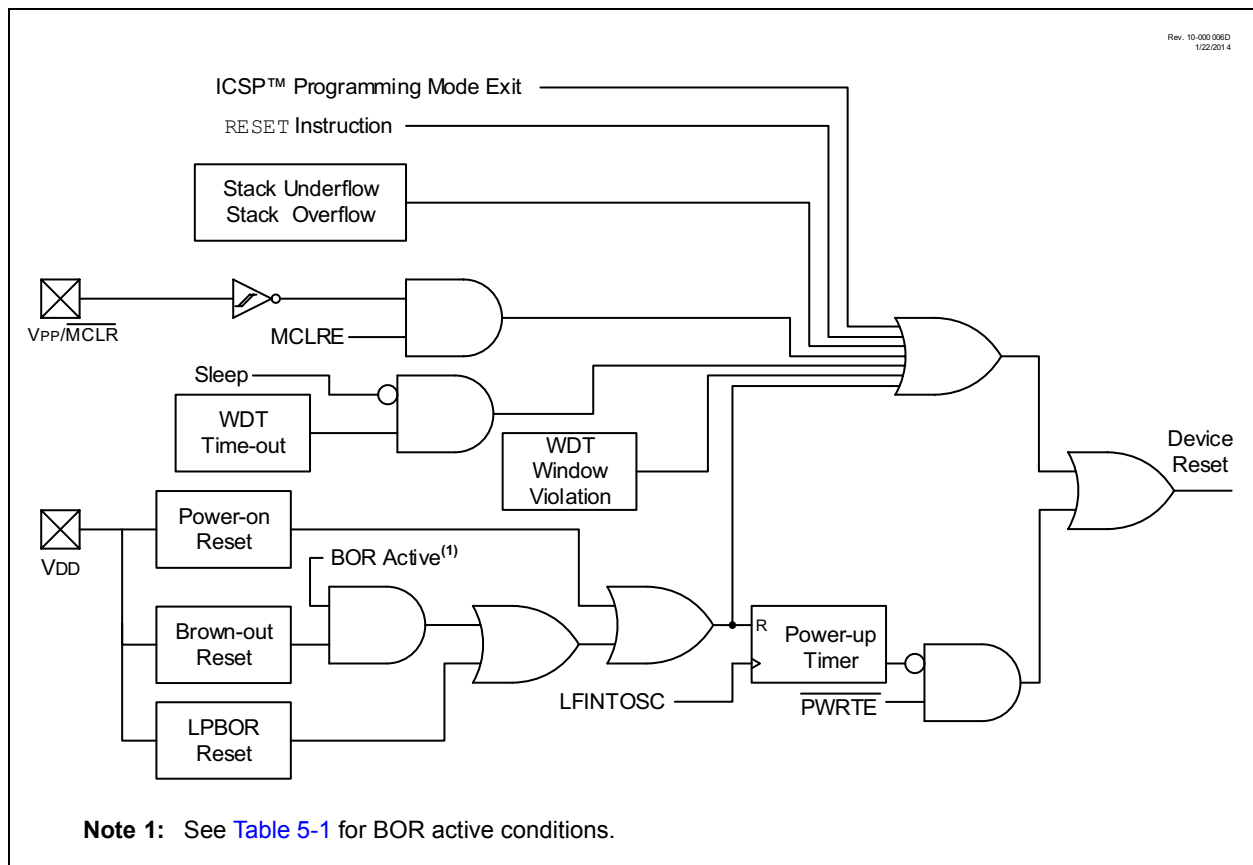 Rev. 10-000 006D
1/22/201 4
ICSP™ Programming Mode Exit
RESET Instruction
Stack Underflow
Stack Overflow
VPP/MCLR
MCLRE
Sleep
WDT
Time-out
WDT
Window
Violation
Device
Reset
VDD
Power-on
Reset
BOR Active(1)
Brown-out
Reset
R
Power-up
Timer
LFINTOSC
PWRTE
LPBOR
Reset
Note 1: See Table 5-1 for BOR active conditions.